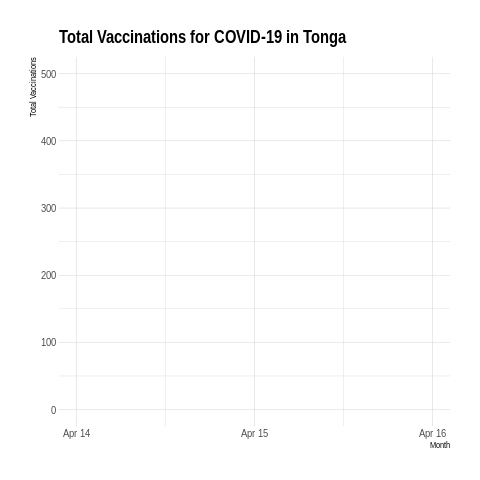 Total Vaccinations for COVID-19 in Tonga
Total Vaccinations
500
400
300
200
100
0
Apr 14 Apr 15 Apr 16
Month